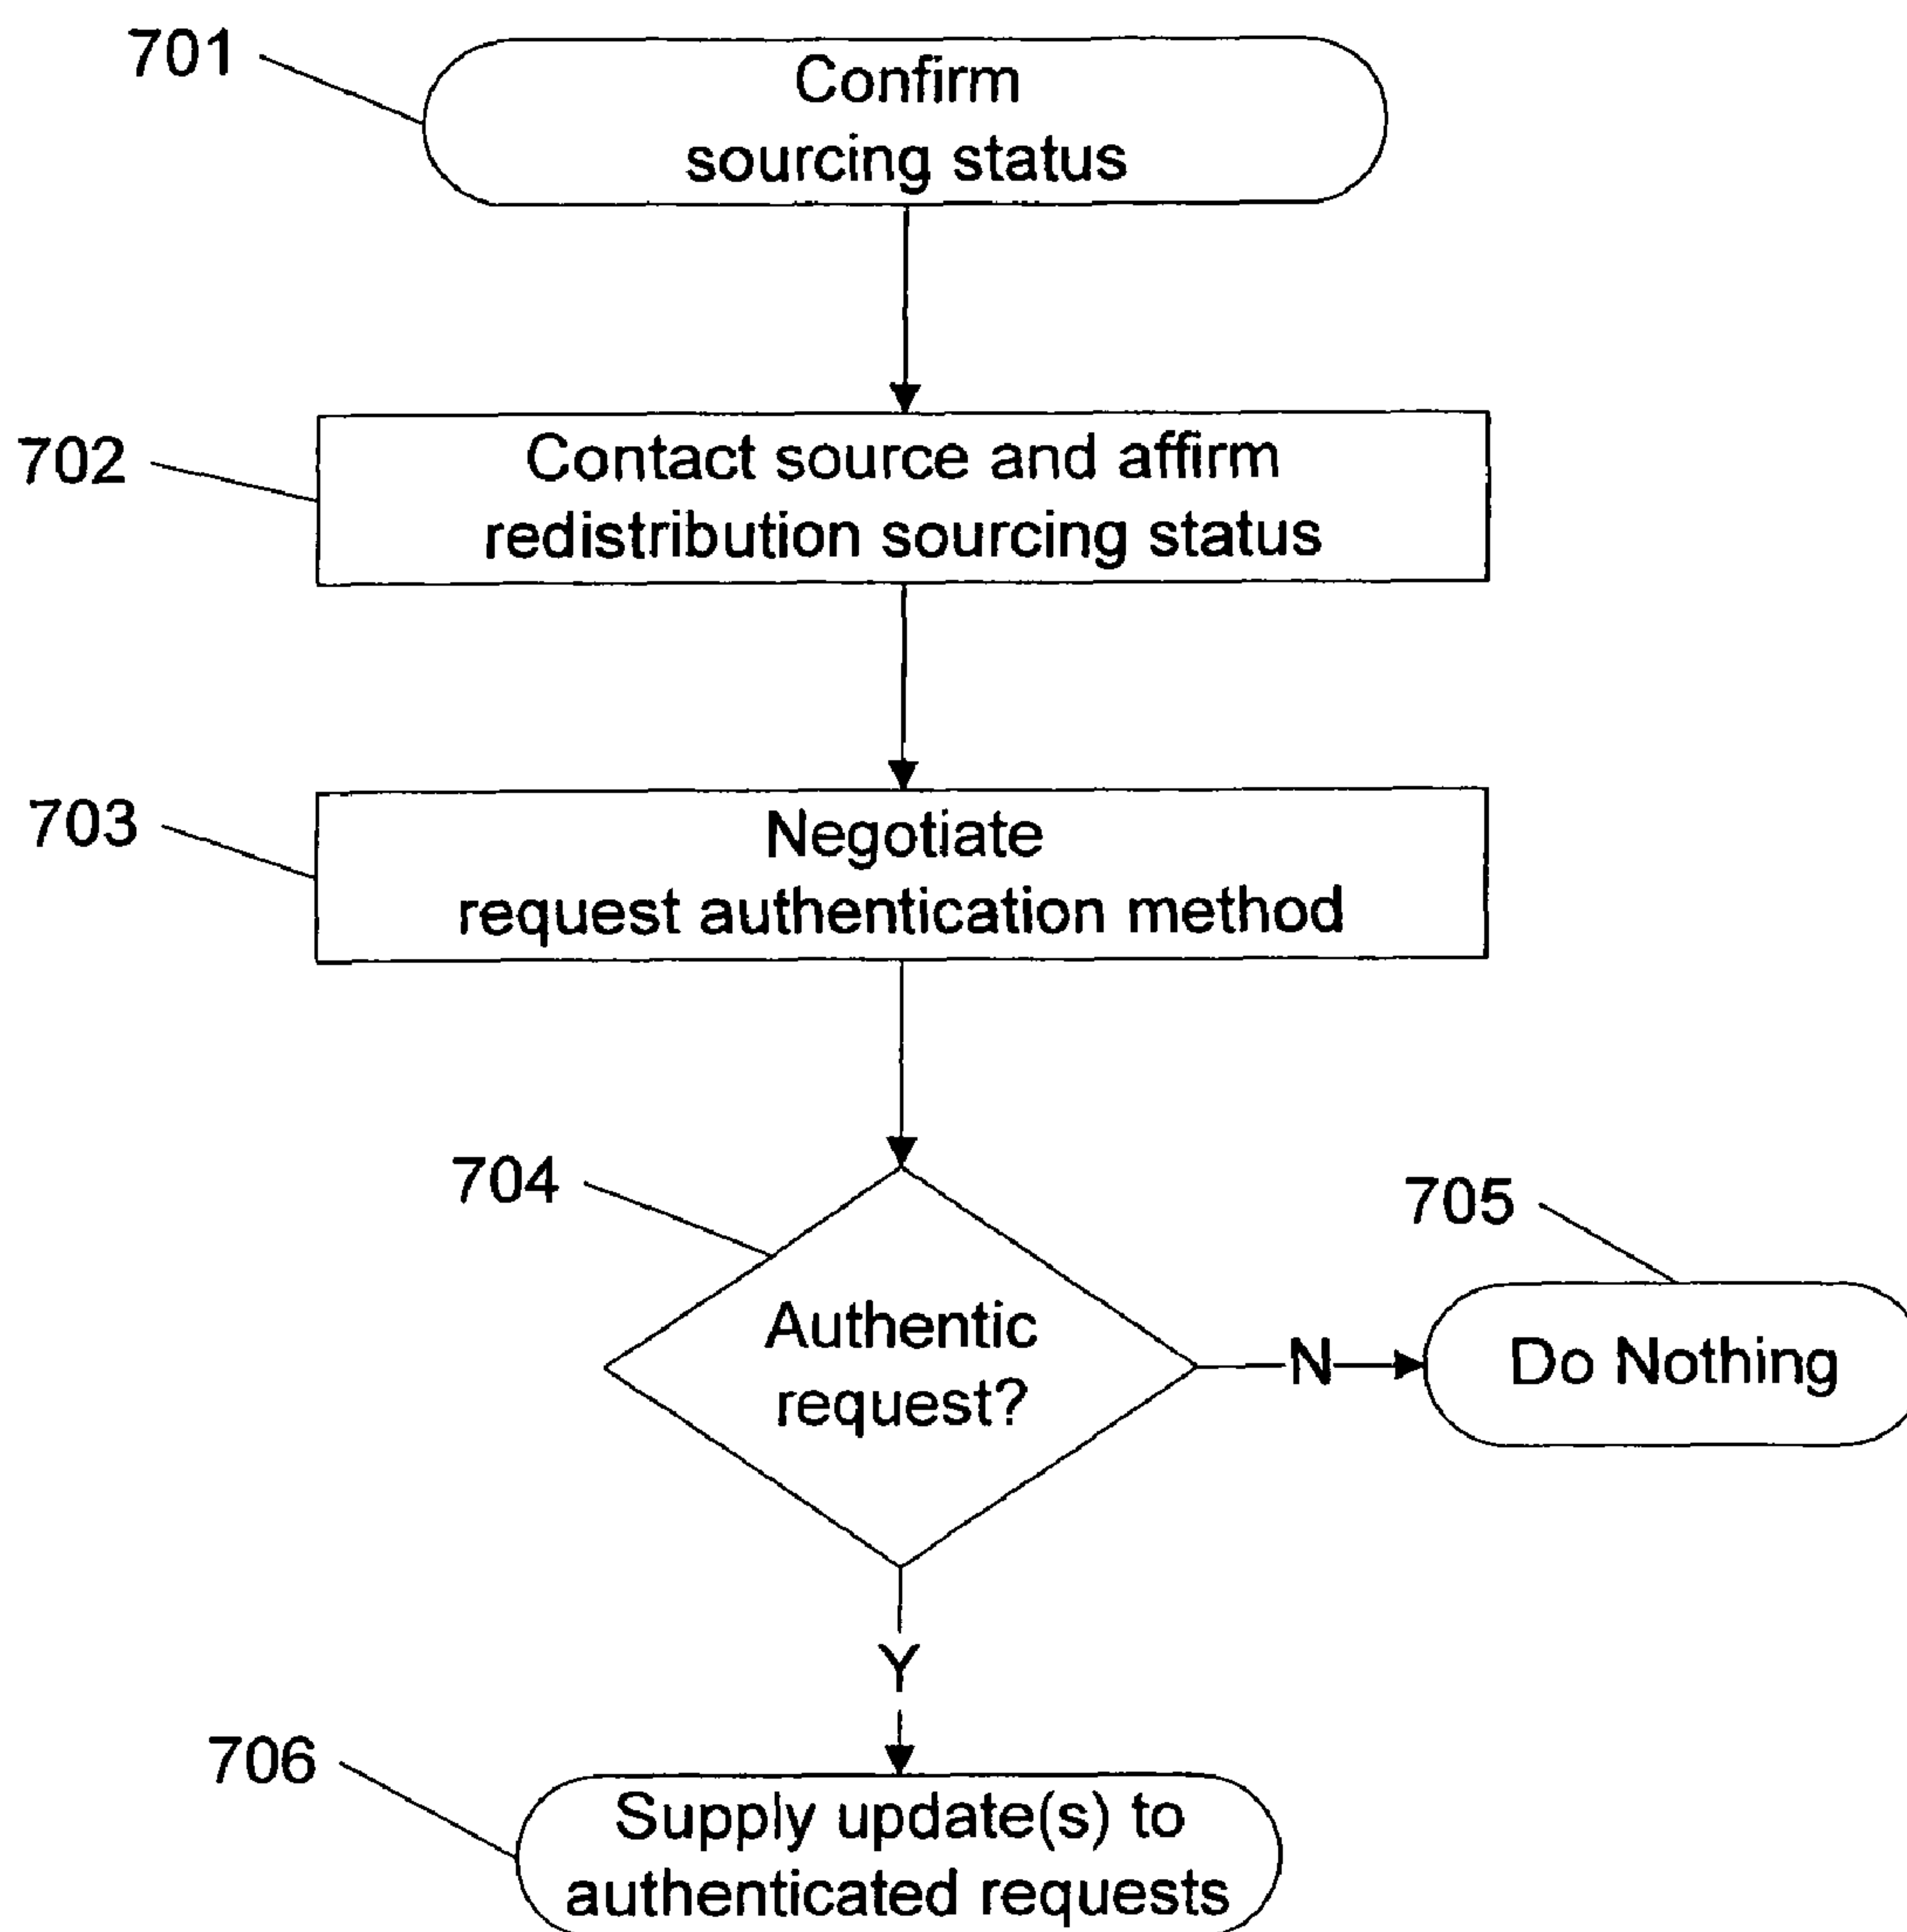 701
Confirm
sourcing status
702
Contact source and affirm
redistribution sourcing status
703
Negotiate
request authentication method
704
Authentic
request?
N
705
Do Nothing
Y
706
Supply update(s) to
authenticated requests